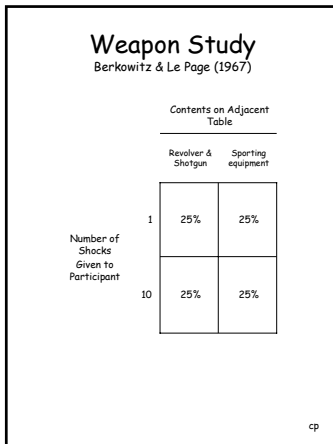 Weapon Study
Berkowitz & Le Page (1967)
Contents on Adjacent
Table
Revolver &
Shotgun
Sporting
equipment
Number of
Shocks
Given to
Participant
1
25%
25%
10
25%
25%
cp